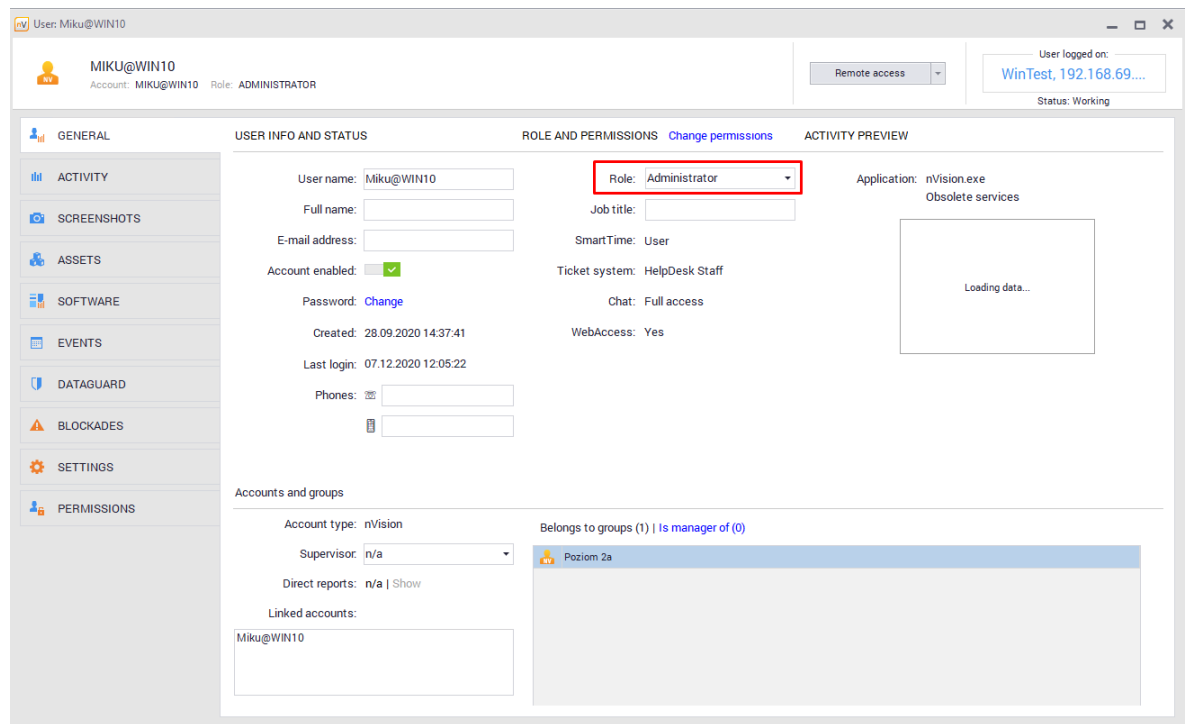 nV User: Miku@WIN10
MIKU@WIN10
Account: MIKU@WIN10 Role: ADMINISTRATOR
NV
Remote access
User logged on:
WinTest, 192.168.69....
Status: Working
GENERAL
ACTIVITY
SCREENSHOTS
ASSETS
SOFTWARE
EVENTS
DATAGUARD
BLOCKADES
SETTINGS
PERMISSIONS
USER INFO AND STATUS
User name: Miku@WIN10
Full name:
E-mail address:
Account enabled:
Password: Change
Created: 28.09.2020 14:37:41
Last login: 07.12.2020 12:05:22
Phones:
ROLE AND PERMISSIONS Change permissions
Role: Administrator
Job title:
SmartTime: User
Ticket system: HelpDesk Staff
Chat: Full access
WebAccess: Yes
ACTIVITY PREVIEW
Application: nVision.exe
Obsolete services
Loading data...
Accounts and groups
Account type: nVision
Supervisor: n/a
Direct reports: n/a | Show
Linked accounts:
Miku@WIN10
Belongs to groups (1) | Is manager of (0)
NV Poziom 2a